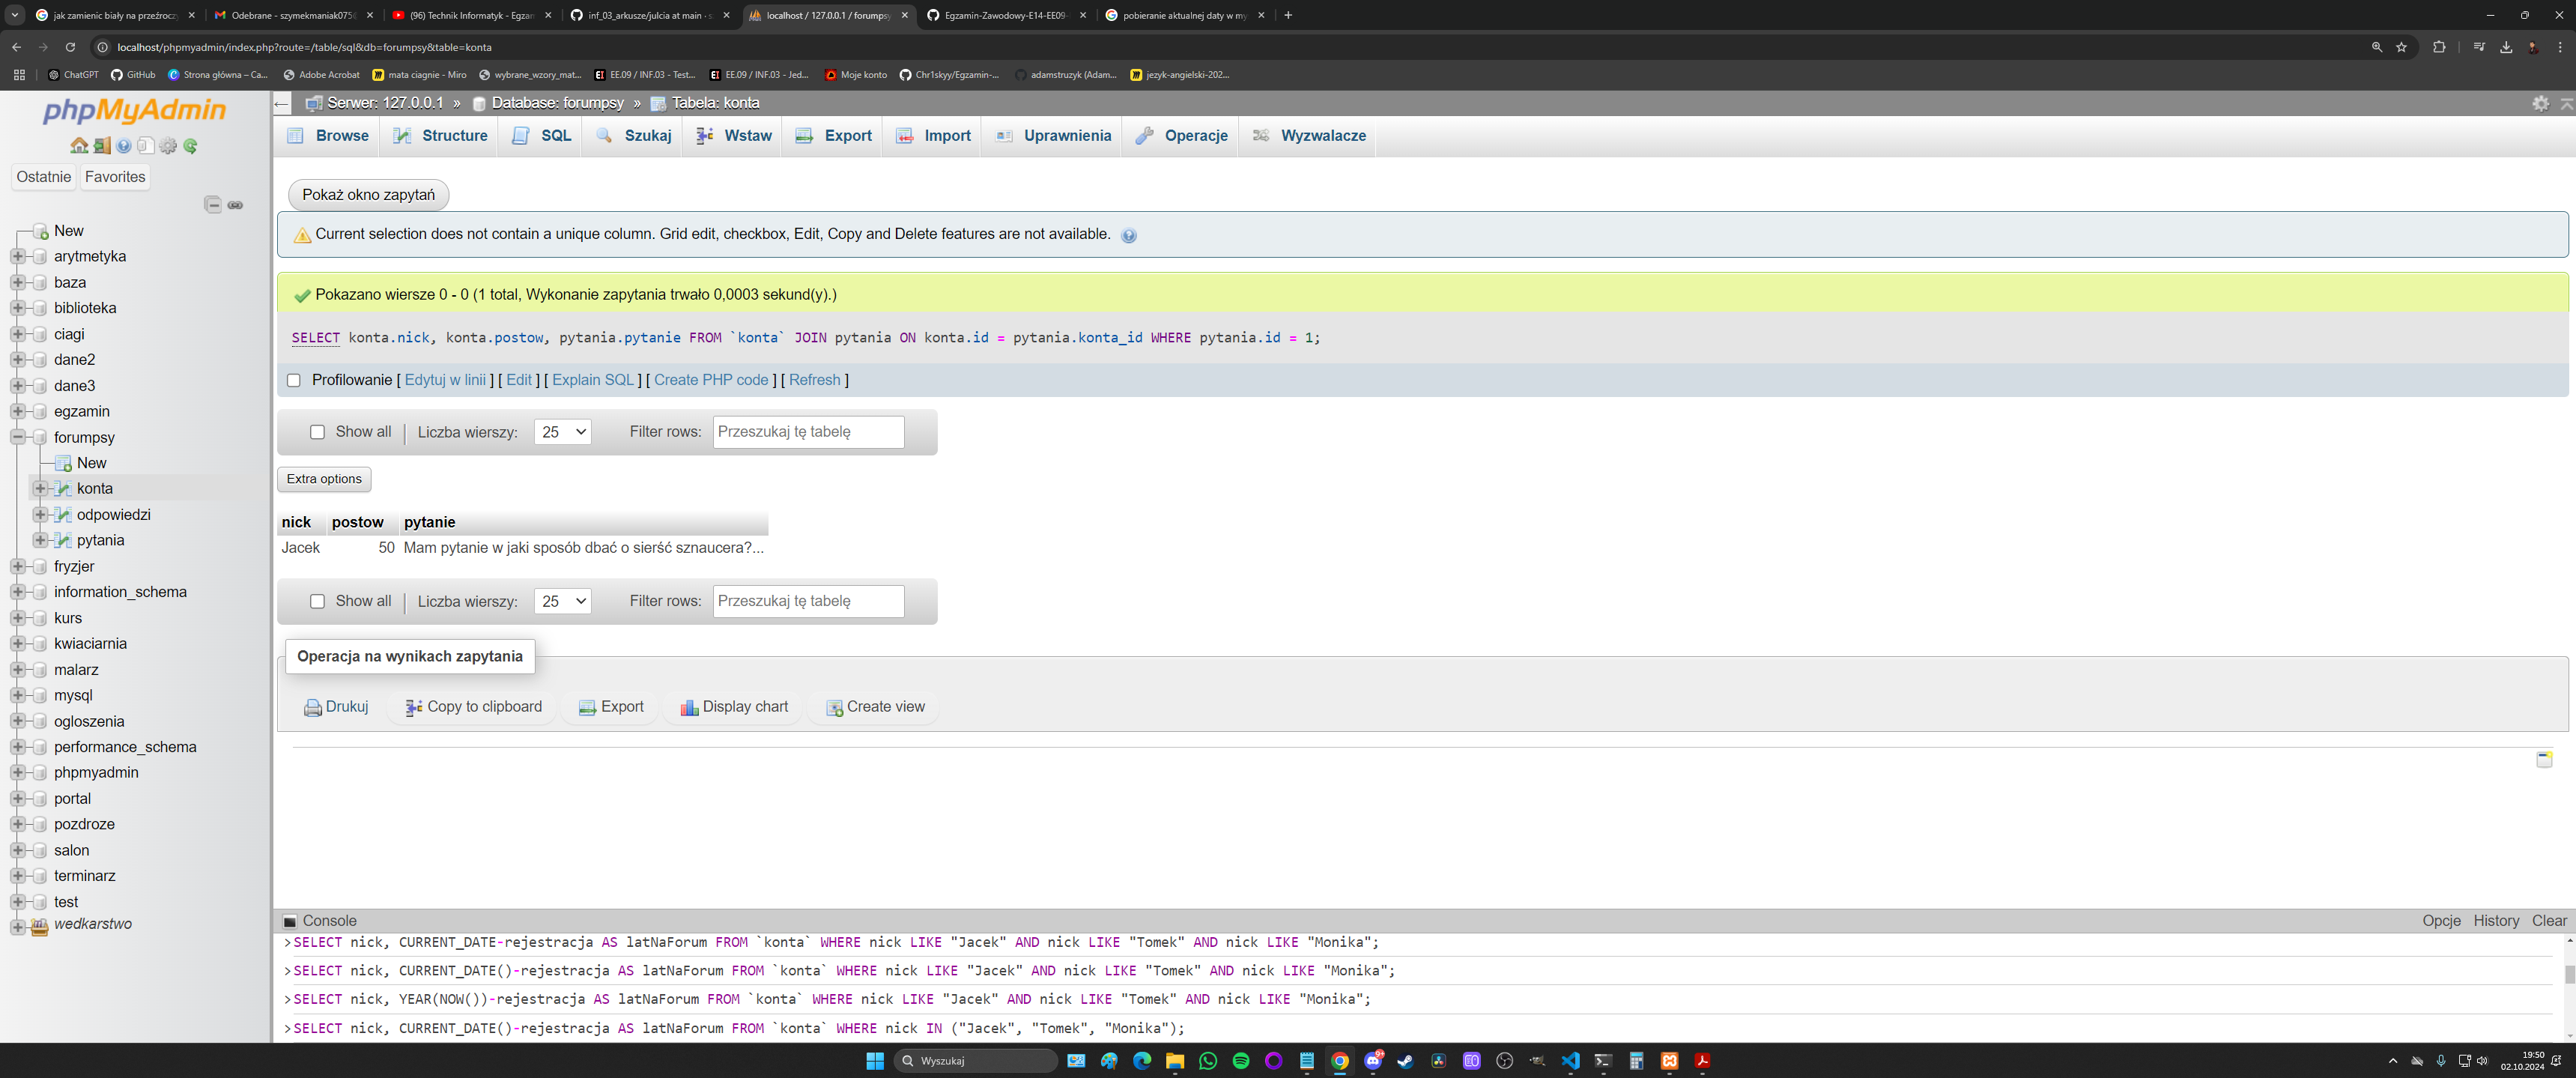 jak zamienic biały na przeźroczy
Odebrane - szymekmaniak075@
(96) Technik Informatyk - Egzan
inf_03_arkusze/julcia at main · s
localhost / 127.0.0.1 / forumpsy
Egzamin-Zawodowy-E14-EE09-
pobieranie aktualnej daty w my
localhost/phpmyadmin/index.php?route=/table/sql&db=forumpsy&table=konta
ChatGPT
GitHub
Strona główna – Ca...
Adobe Acrobat
mata ciagnie - Miro
wybrane_wzory_mat...
EE.09 / INF.03 - Test...
EE.09 / INF.03 - Jed...
Moje konto
Chr1skyy/Egzamin-...
adamstruzyk (Adam...
jezyk-angielski-202...
phpMyAdmin
Ostatnie Favorites
New
arytmetyka
baza
biblioteka
ciagi
dane2
dane3
egzamin
forumpsy
New
konta
odpowiedzi
pytania
fryzjer
information_schema
kurs
kwiaciarnia
malarz
mysql
ogloszenia
performance_schema
phpmyadmin
portal
pozdroze
salon
terminarz
test
wedkarstwo
Serwer: 127.0.0.1 » Database: forumpsy » Tabela: konta
Browse Structure SQL Szukaj Wstaw Export Import Uprawnienia Operacje Wyzwalacze
Pokaż okno zapytań
Current selection does not contain a unique column. Grid edit, checkbox, Edit, Copy and Delete features are not available.
Pokazano wiersze 0 - 0 (1 total, Wykonanie zapytania trwało 0,0003 sekund(y).)
SELECT konta.nick, konta.postow, pytania.pytanie FROM `konta` JOIN pytania ON konta.id = pytania.konta_id WHERE pytania.id = 1;
Profilowanie [ Edytuj w linii ] [ Edit ] [ Explain SQL ] [ Create PHP code ] [ Refresh ]
Show all | Liczba wierszy: 25 Filter rows: Przeszukaj tę tabelę
Extra options
nick postow pytanie
Jacek 50 Mam pytanie w jaki sposób dbać o sierść sznaucera?...
Show all | Liczba wierszy: 25 Filter rows: Przeszukaj tę tabelę
Operacja na wynikach zapytania
Drukuj Copy to clipboard Export Display chart Create view
Console Opcje History Clear
>SELECT nick, CURRENT_DATE-rejestracja AS latNaForum FROM `konta` WHERE nick LIKE "Jacek" AND nick LIKE "Tomek" AND nick LIKE "Monika";
>SELECT nick, CURRENT_DATE()-rejestracja AS latNaForum FROM `konta` WHERE nick LIKE "Jacek" AND nick LIKE "Tomek" AND nick LIKE "Monika";
>SELECT nick, YEAR(NOW())-rejestracja AS latNaForum FROM `konta` WHERE nick LIKE "Jacek" AND nick LIKE "Tomek" AND nick LIKE "Monika";
>SELECT nick, CURRENT_DATE()-rejestracja AS latNaForum FROM `konta` WHERE nick IN ("Jacek", "Tomek", "Monika");
Wyszukaj
19:50
02.10.2024